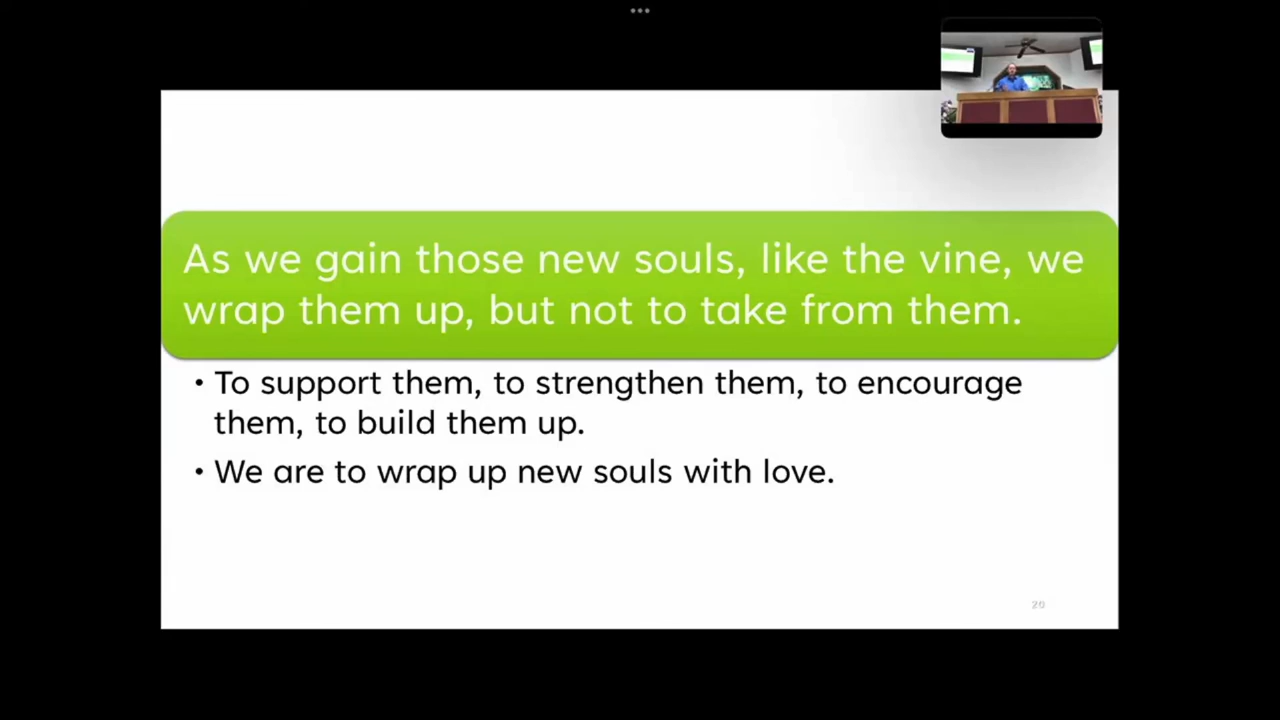 As we gain those new souls, like the vine, we
wrap them up, but not to take from them.
• To support them, to strengthen them, to encourage
them, to build them up.
• We are to wrap up new souls with love.
20